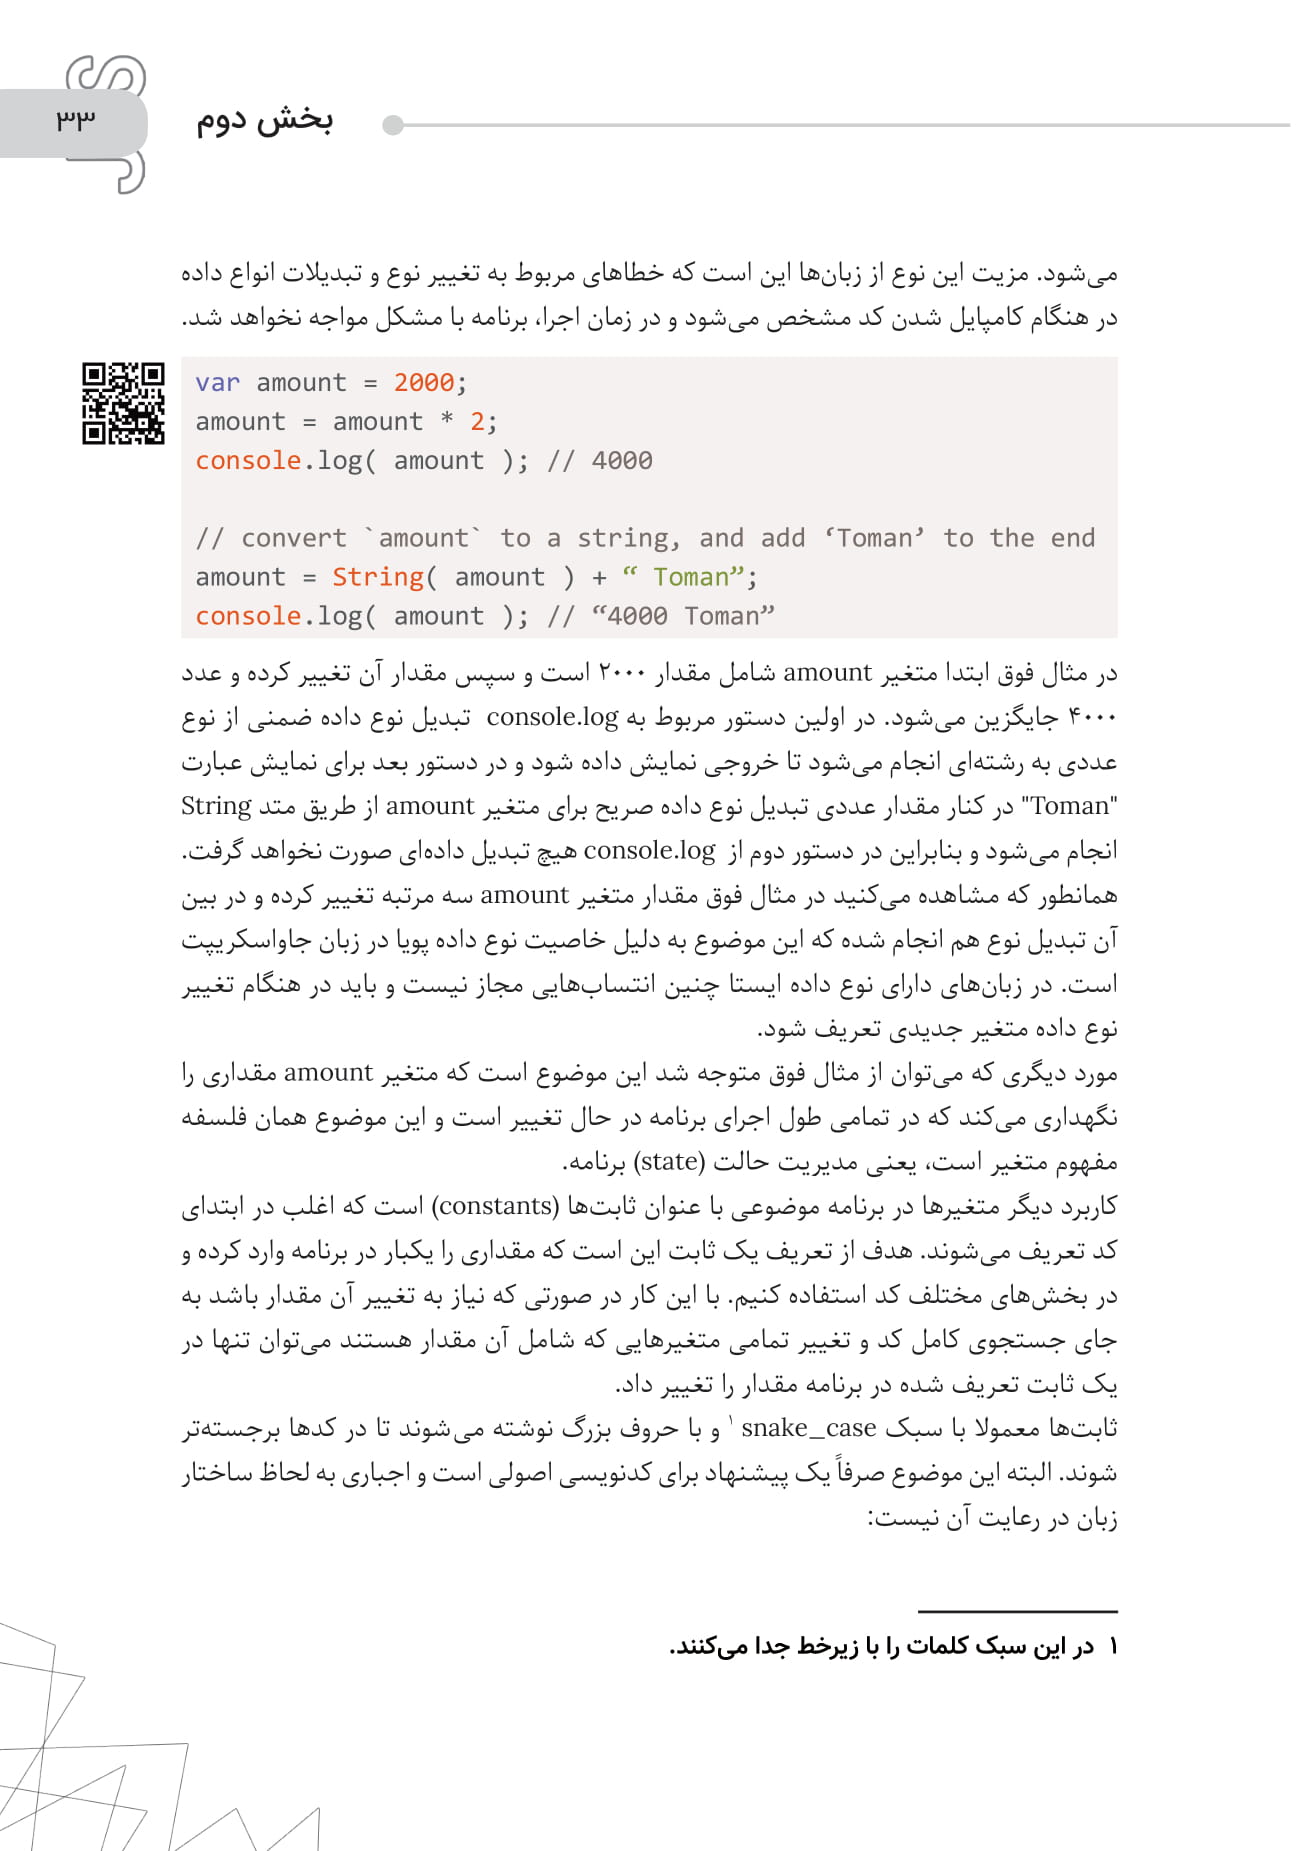 JS
۳۳
بخش دوم
می‌شود. مزیت این نوع از زبان‌ها این است که خطاهای مربوط به تغییر نوع و تبدیلات انواع داده
در هنگام کامپایل شدن کد مشخص می‌شود و در زمان اجرا، برنامه با مشکل مواجه نخواهد شد.
var amount = 2000;
amount = amount * 2;
console.log( amount ); // 4000
// convert `amount` to a string, and add ‘Toman’ to the end
amount = String( amount ) + “ Toman”;
console.log( amount ); // “4000 Toman”
در مثال فوق ابتدا متغیر amount شامل مقدار ۲۰۰۰ است و سپس مقدار آن تغییر کرده و عدد
۴۰۰۰ جایگزین می‌شود. در اولین دستور مربوط به console.log تبدیل نوع داده ضمنی از نوع
عددی به رشته‌ای انجام می‌شود تا خروجی نمایش داده شود و در دستور بعد برای نمایش عبارت
"Toman" در کنار مقدار عددی تبدیل نوع داده صریح برای متغیر amount از طریق متد String
انجام می‌شود و بنابراین در دستور دوم از console.log هیچ تبدیل داده‌ای صورت نخواهد گرفت.
همانطور که مشاهده می‌کنید در مثال فوق مقدار متغیر amount سه مرتبه تغییر کرده و در بین
آن تبدیل نوع هم انجام شده که این موضوع به دلیل خاصیت نوع داده پویا در زبان جاواسکریپت
است. در زبان‌های دارای نوع داده ایستا چنین انتساب‌هایی مجاز نیست و باید در هنگام تغییر
نوع داده متغیر جدیدی تعریف شود.
مورد دیگری که می‌توان از مثال فوق متوجه شد این موضوع است که متغیر amount مقداری را
نگهداری می‌کند که در تمامی طول اجرای برنامه در حال تغییر است و این موضوع همان فلسفه
مفهوم متغیر است، یعنی مدیریت حالت (state) برنامه.
کاربرد دیگر متغیرها در برنامه موضوعی با عنوان ثابت‌ها (constants) است که اغلب در ابتدای
کد تعریف می‌شوند. هدف از تعریف یک ثابت این است که مقداری را یکبار در برنامه وارد کرده و
در بخش‌های مختلف کد استفاده کنیم. با این کار در صورتی که نیاز به تغییر آن مقدار باشد به
جای جستجوی کامل کد و تغییر تمامی متغیرهایی که شامل آن مقدار هستند می‌توان تنها در
یک ثابت تعریف شده در برنامه مقدار را تغییر داد.
ثابت‌ها معمولا با سبک snake_case ۱ و با حروف بزرگ نوشته می‌شوند تا در کدها برجسته‌تر
شوند. البته این موضوع صرفاً یک پیشنهاد برای کدنویسی اصولی است و اجباری به لحاظ ساختار
زبان در رعایت آن نیست:
۱ در این سبک کلمات را با زیرخط جدا می‌کنند.